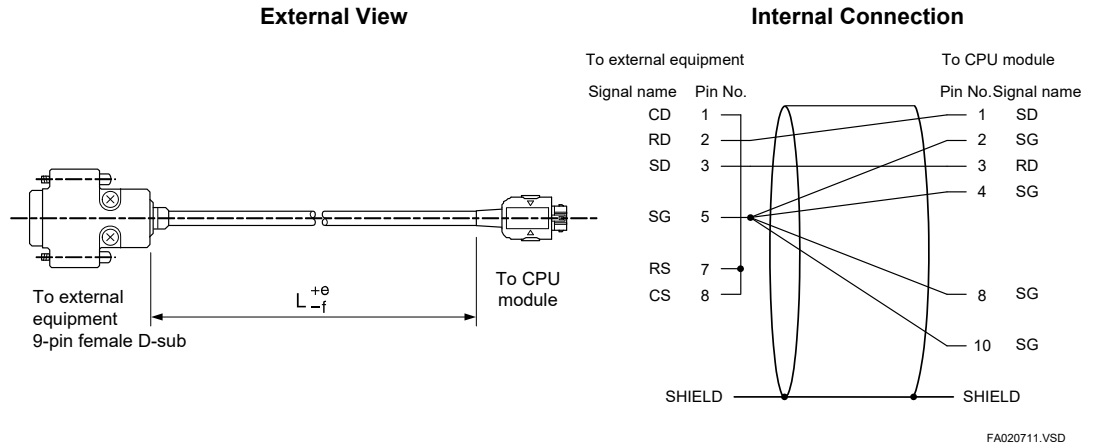 External View
To external
equipment
9-pin female D-sub
L +e -f
To CPU
module
Internal Connection
To external equipment To CPU module
Signal name Pin No. Pin No.Signal name
CD 1 1 SD
RD 2 2 SG
SD 3 3 RD
4 SG
SG 5
RS 7
CS 8 8 SG
10 SG
SHIELD SHIELD
FA020711.VSD